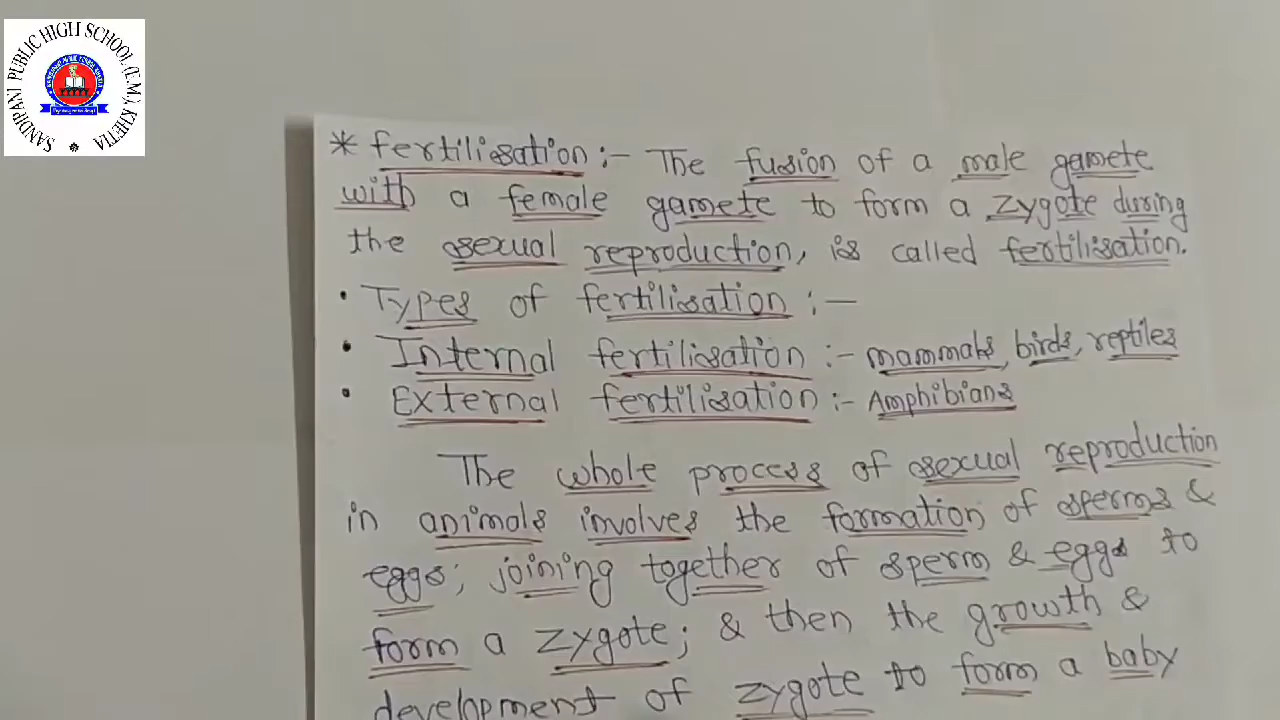 SANDIPANI PUBLIC HIGH SCHOOL (E.M.), KHETIA
* fertilisation :- The fusion of a male gamete
with a female gamete to form a zygote during
the sexual reproduction, is called fertilisation.
• Types of fertilisation :-
• Internal fertilisation :- mammals, birds, reptiles
• External fertilisation :- Amphibians
The whole process of sexual reproduction
in animals involves the formation of sperms &
eggs; joining together of sperm & eggs to
form a zygote; & then the growth &
development of zygote to form a baby